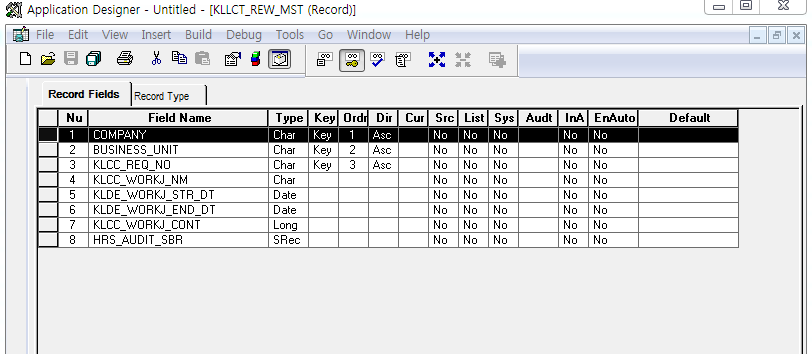 Application Designer - Untitled - [KLLCT_REW_MST (Record)]
File Edit View Insert Build Debug Tools Go Window Help
Record Fields Record Type
Nu Field Name Type Key Ordr Dir Cur Src List Sys Audt InA EnAuto Default
1 COMPANY Char Key 1 Asc No No No No No
2 BUSINESS_UNIT Char Key 2 Asc No No No No No
3 KLCC_REQ_NO Char Key 3 Asc No No No No No
4 KLCC_WORKJ_NM Char No No No No No
5 KLDE_WORKJ_STR_DT Date No No No No No
6 KLDE_WORKJ_END_DT Date No No No No No
7 KLCC_WORKJ_CONT Long No No No No No
8 HRS_AUDIT_SBR SRec No No No No No